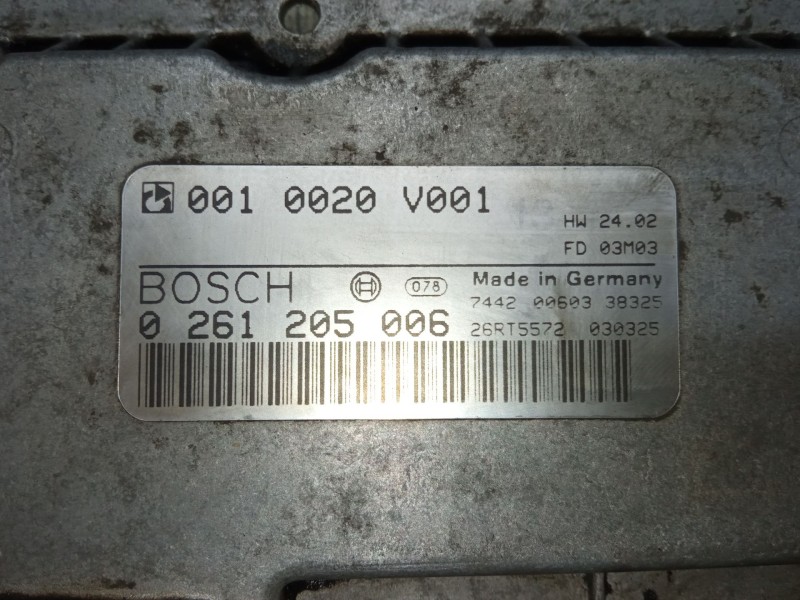 001 0020 V001
HW 24.02
FD 03M03
BOSCH 078 Made in Germany
7442 00603 38325
0 261 205 006 26RT5572 030325